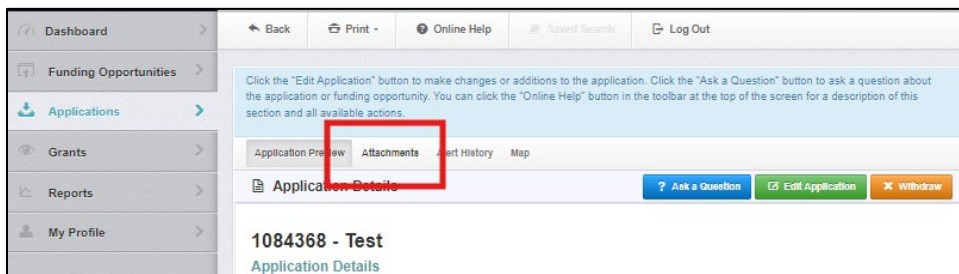 Dashboard
Funding Opportunities
Applications
Grants
Reports
My Profile
Back Print Online Help Saved Search Log Out
Click the "Edit Application" button to make changes or additions to the application. Click the "Ask a Question" button to ask a question about
the application or funding opportunity. You can click the "Online Help" button in the toolbar at the top of the screen for a description of this
section and all available actions.
Application Preview Attachments Alert History Map
Application Details
? Ask a Question Edit Application Withdraw
1084368 - Test
Application Details